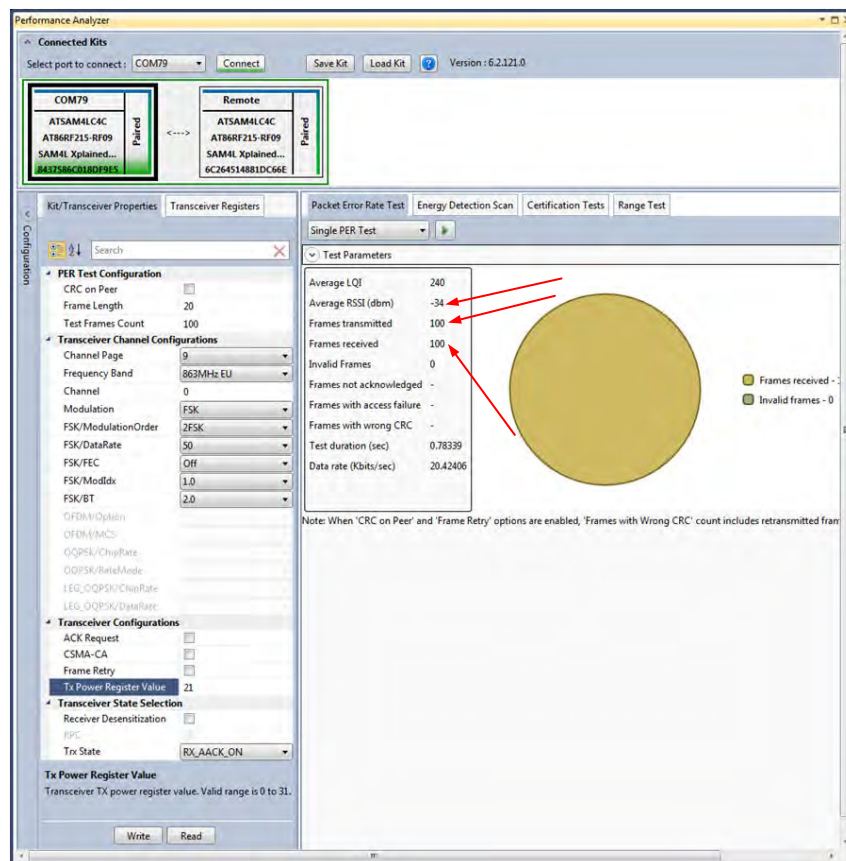 Performance Analyzer
Connected Kits
Select port to connect : COM79 Connect Save Kit Load Kit ? Version : 6.2.121.0
COM79
ATSAM4LC4C
AT86RF215-RF09
SAM4L Xplained...
8437586C018DF9E5
Paired
<--->
Remote
ATSAM4LC4C
AT86RF215-RF09
SAM4L Xplained...
6C264514881DC66E
Paired
Configuration
Kit/Transceiver Properties Transceiver Registers
Search
PER Test Configuration
CRC on Peer
Frame Length 20
Test Frames Count 100
Transceiver Channel Configurations
Channel Page 9
Frequency Band 863MHz EU
Channel 0
Modulation FSK
FSK/ModulationOrder 2FSK
FSK/DataRate 50
FSK/FEC Off
FSK/ModIdx 1.0
FSK/BT 2.0
OFDM/Option
OFDM/MCS
OQPSK/ChipRate
OQPSK/RateMode
LEG_OQPSK/ChipRate
LEG_OQPSK/DataRate
Transceiver Configurations
ACK Request
CSMA-CA
Frame Retry
Tx Power Register Value 21
Transceiver State Selection
Receiver Desensitization
RPC
Trx State RX_AACK_ON
Tx Power Register Value
Transceiver TX power register value. Valid range is 0 to 31.
Write Read
Packet Error Rate Test Energy Detection Scan Certification Tests Range Test
Single PER Test
Test Parameters
Average LQI 240
Average RSSI (dbm) -34
Frames transmitted 100
Frames received 100
Invalid Frames 0
Frames not acknowledged -
Frames with access failure -
Frames with wrong CRC -
Test duration (sec) 0.78339
Data rate (Kbits/sec) 20.42406
Frames received -
Invalid frames - 0
Note: When 'CRC on Peer' and 'Frame Retry' options are enabled, 'Frames with Wrong CRC' count includes retransmitted fram